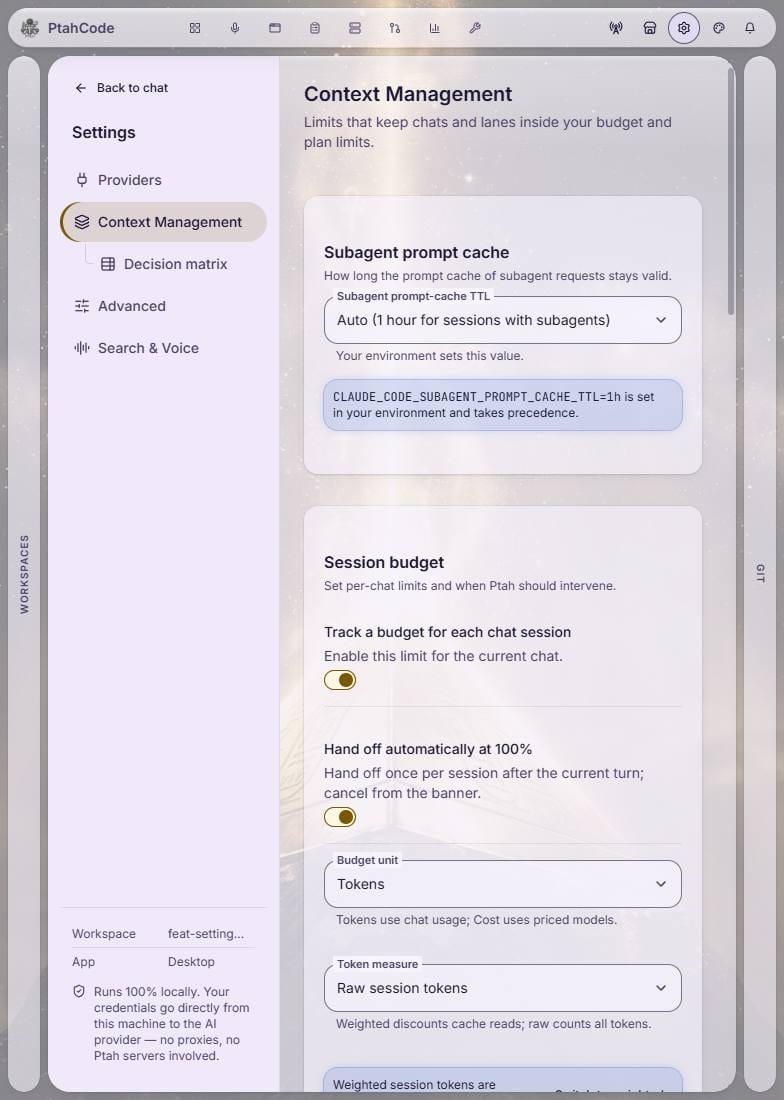 PtahCode
Back to chat
Settings
Providers
Context Management
Decision matrix
Advanced
Search & Voice
Workspace feat-setting...
App Desktop
Runs 100% locally. Your
credentials go directly from
this machine to the AI
provider — no proxies, no
Ptah servers involved.
WORKSPACES
Context Management
Limits that keep chats and lanes inside your budget and
plan limits.
Subagent prompt cache
How long the prompt cache of subagent requests stays valid.
Subagent prompt-cache TTL
Auto (1 hour for sessions with subagents)
Your environment sets this value.
CLAUDE_CODE_SUBAGENT_PROMPT_CACHE_TTL=1h is set
in your environment and takes precedence.
Session budget
Set per-chat limits and when Ptah should intervene.
Track a budget for each chat session
Enable this limit for the current chat.
Hand off automatically at 100%
Hand off once per session after the current turn;
cancel from the banner.
Budget unit
Tokens
Tokens use chat usage; Cost uses priced models.
Token measure
Raw session tokens
Weighted discounts cache reads; raw counts all tokens.
Weighted session tokens are
GIT